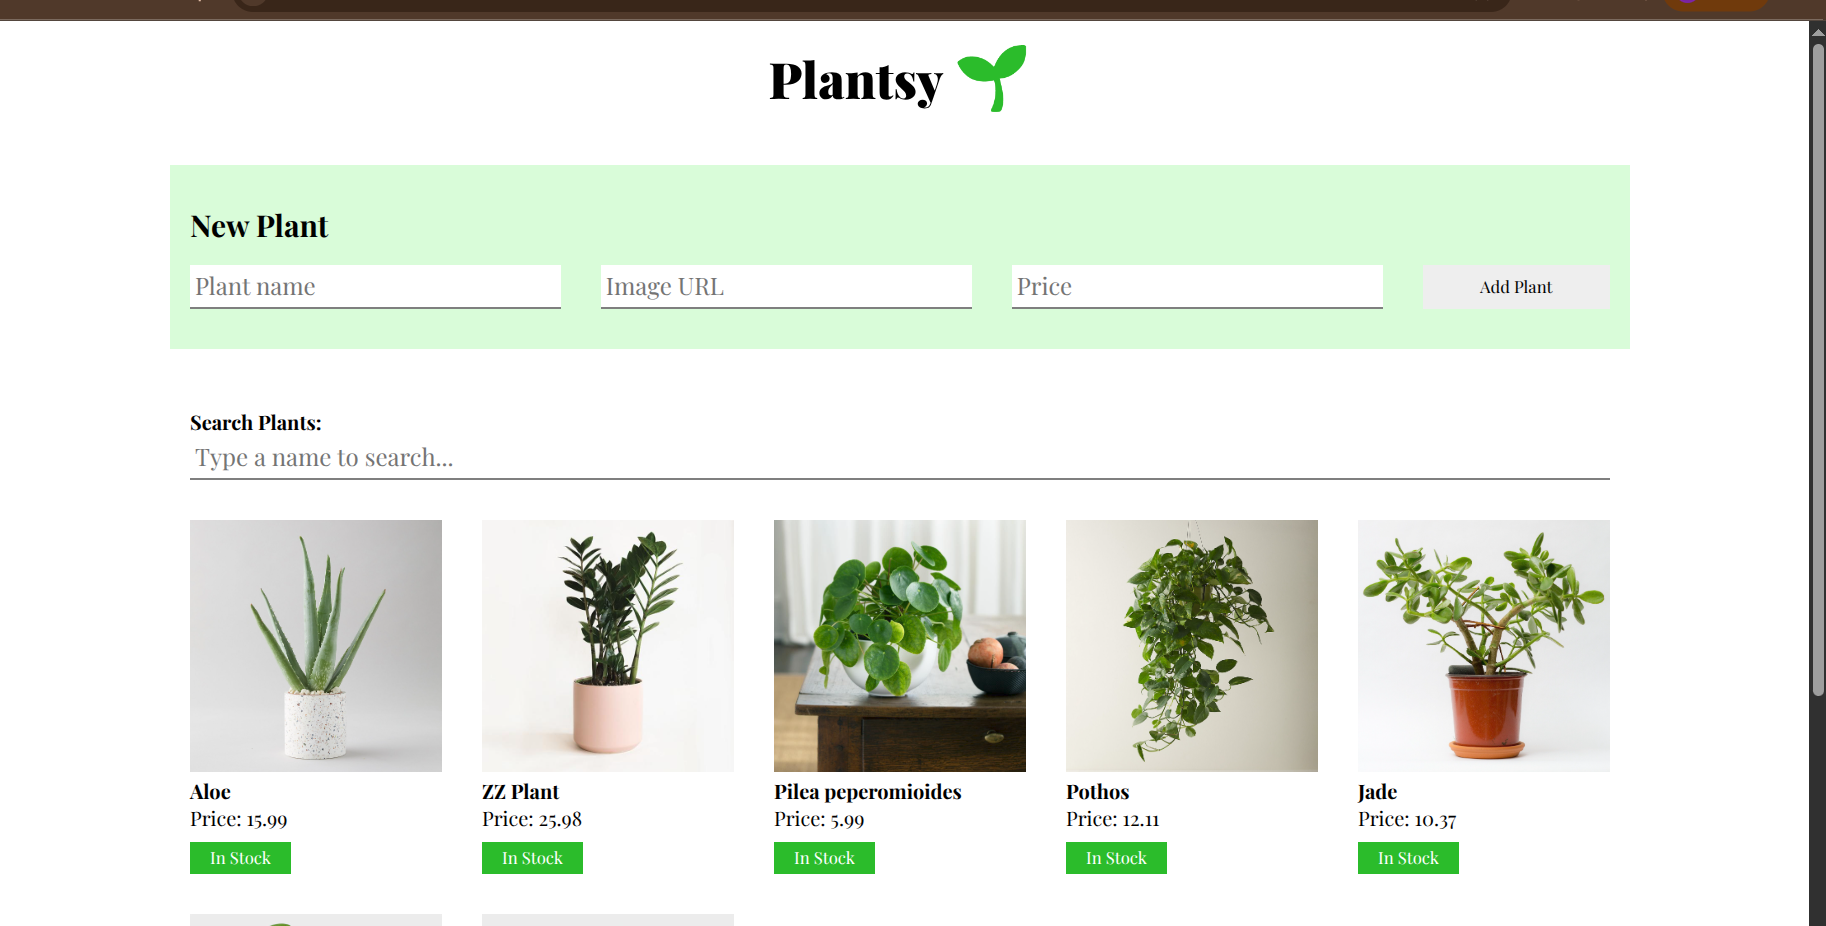 Plantsy
New Plant
Plant name
Image URL
Price
Add Plant
Search Plants:
Type a name to search...
Aloe
Price: 15.99
In Stock
ZZ Plant
Price: 25.98
In Stock
Pilea peperomioides
Price: 5.99
In Stock
Pothos
Price: 12.11
In Stock
Jade
Price: 10.37
In Stock